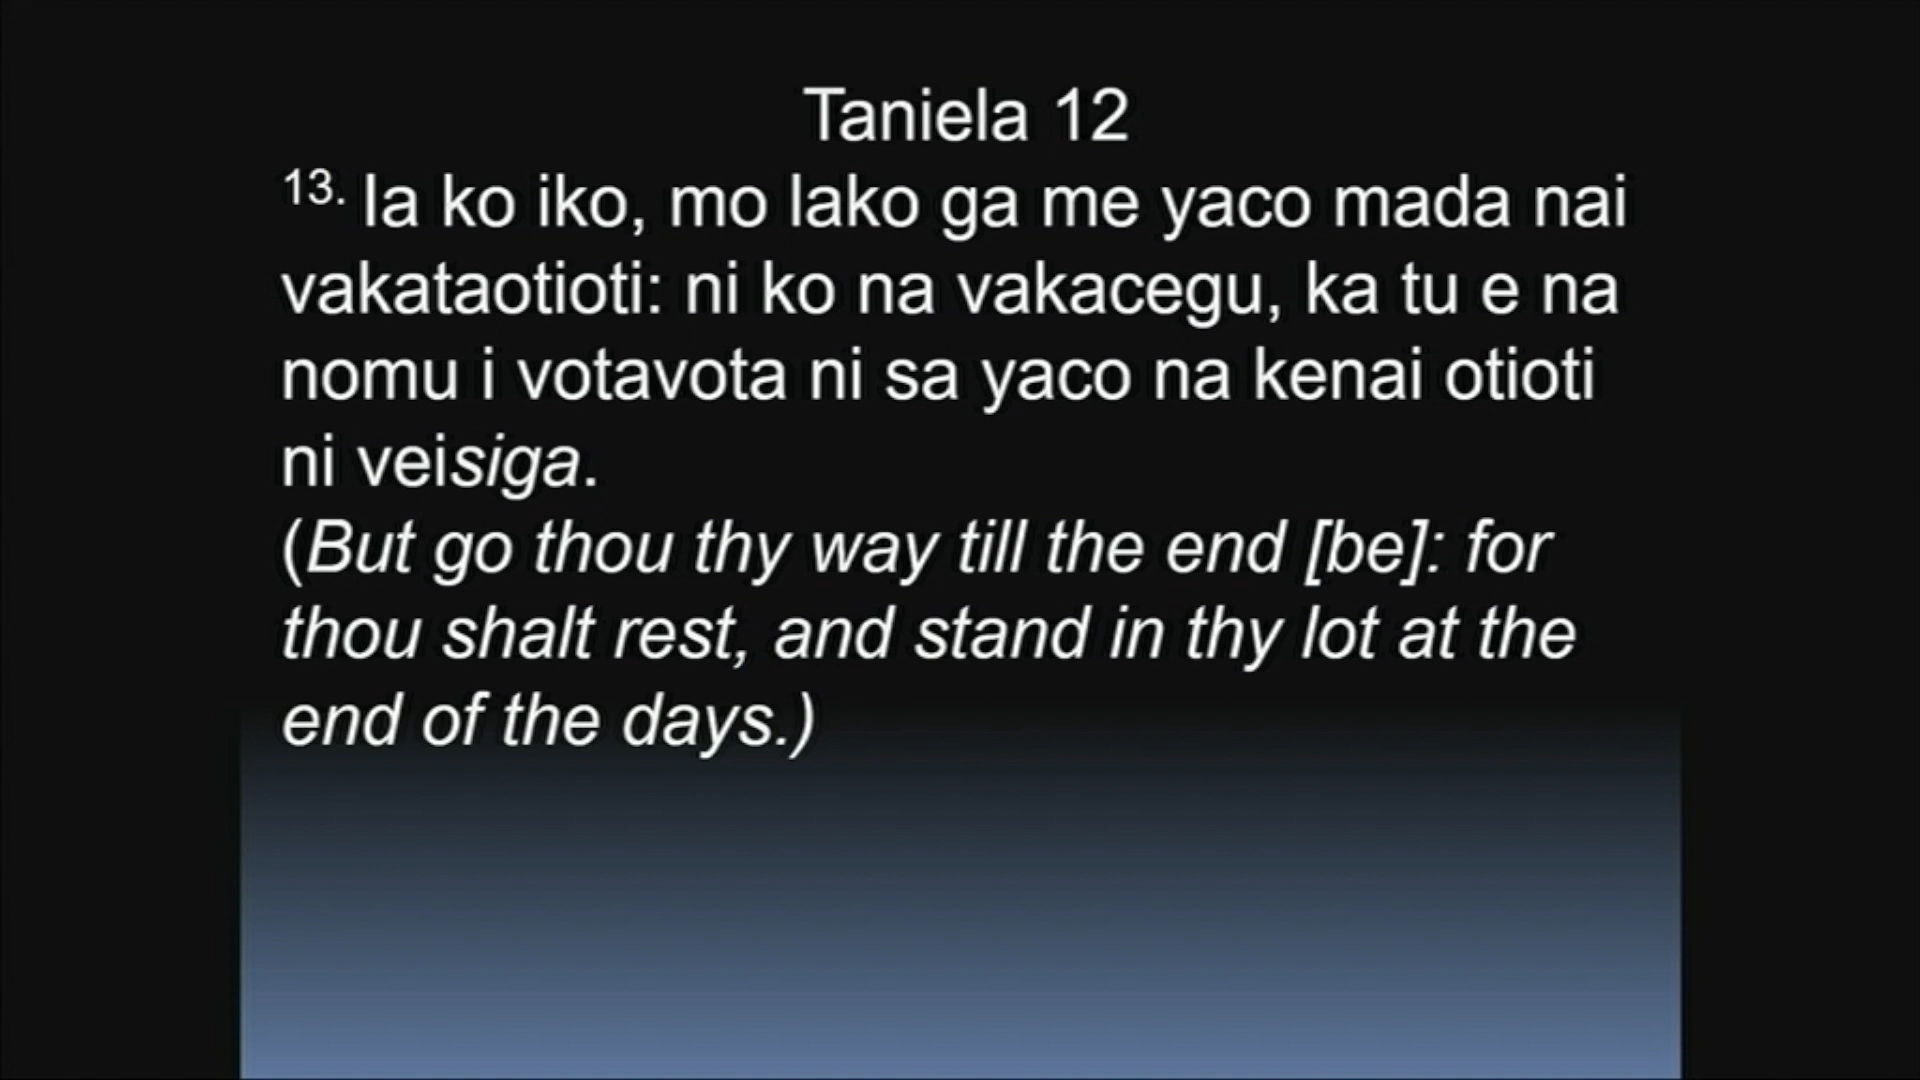 Taniela 12
13. Ia ko iko, mo lako ga me yaco mada nai
vakataotioti: ni ko na vakacegu, ka tu e na
nomu i votavota ni sa yaco na kenai otioti
ni veisiga.
(But go thou thy way till the end [be]: for
thou shalt rest, and stand in thy lot at the
end of the days.)